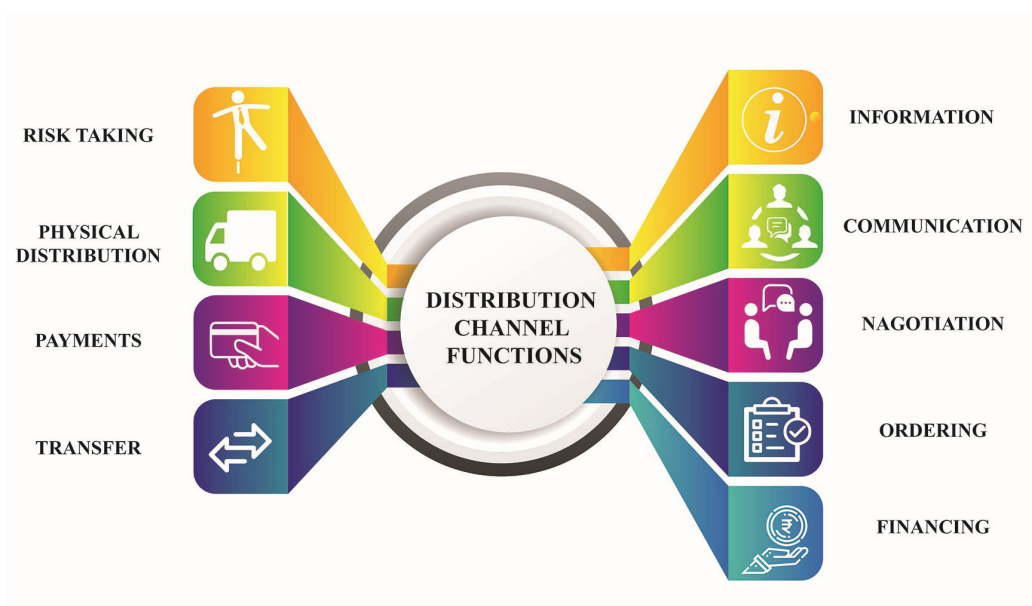 RISK TAKING
PHYSICAL
DISTRIBUTION
PAYMENTS
TRANSFER
DISTRIBUTION
CHANNEL
FUNCTIONS
INFORMATION
COMMUNICATION
NAGOTIATION
ORDERING
FINANCING
i
₹